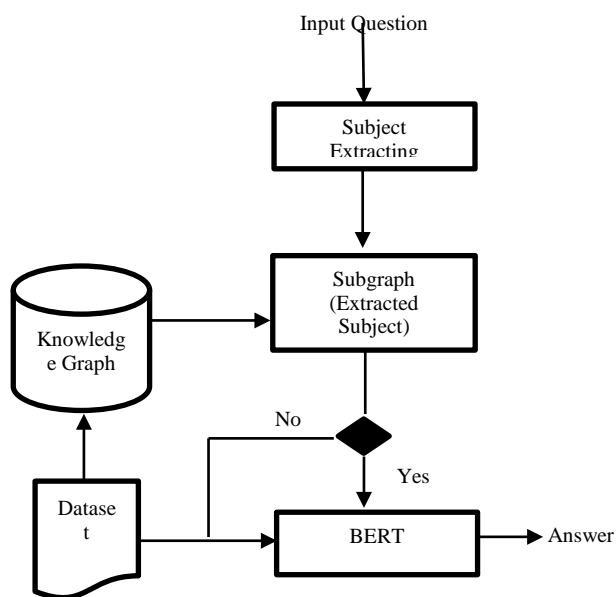 Input Question
Subject
Extracting
Subgraph
(Extracted
Subject)
Knowledg
e Graph
No
Yes
Datase
t
BERT
Answer